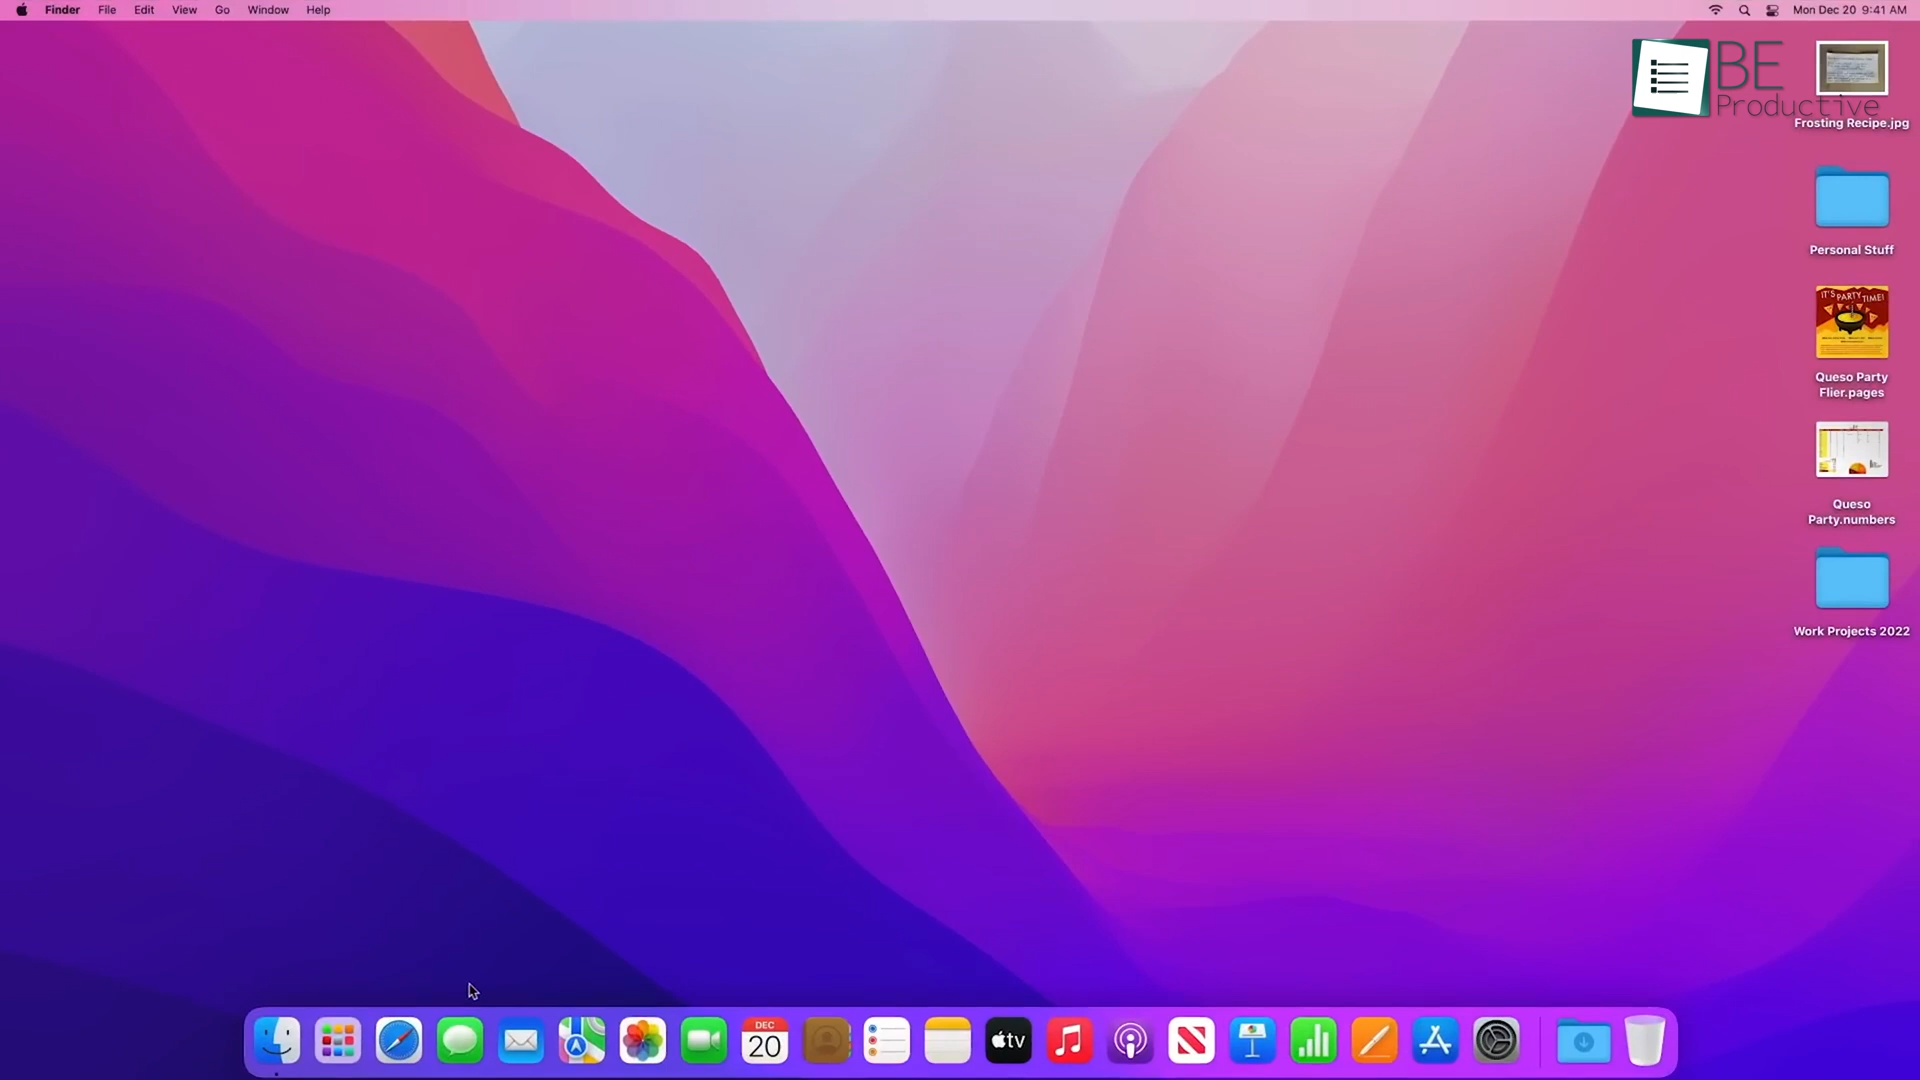 Finder File Edit View Go Window Help
Mon Dec 20 9:41 AM
BE
Productive
Frosting Recipe.jpg
Personal Stuff
IT'S PARTY TIME!
Queso Party
Flier.pages
Queso
Party.numbers
Work Projects 2022
DEC
20
tv